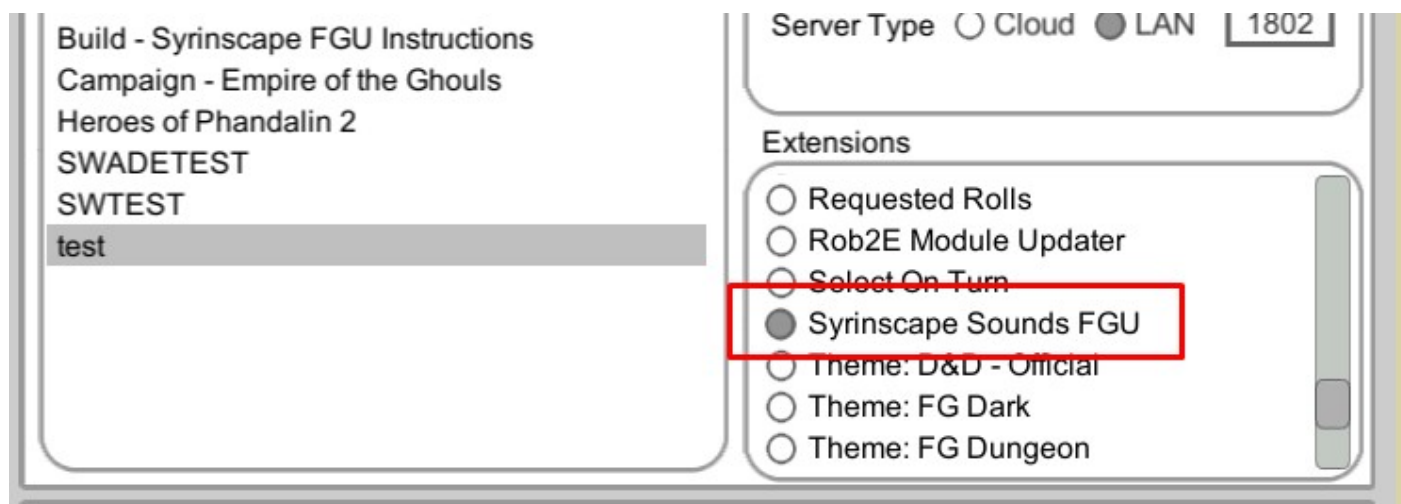 Build - Syrinscape FGU Instructions
Campaign - Empire of the Ghouls
Heroes of Phandalin 2
SWADETEST
SWTEST
test
Server Type Cloud LAN 1802
Extensions
Requested Rolls
Rob2E Module Updater
Select On Turn
Syrinscape Sounds FGU
Theme: D&D - Official
Theme: FG Dark
Theme: FG Dungeon